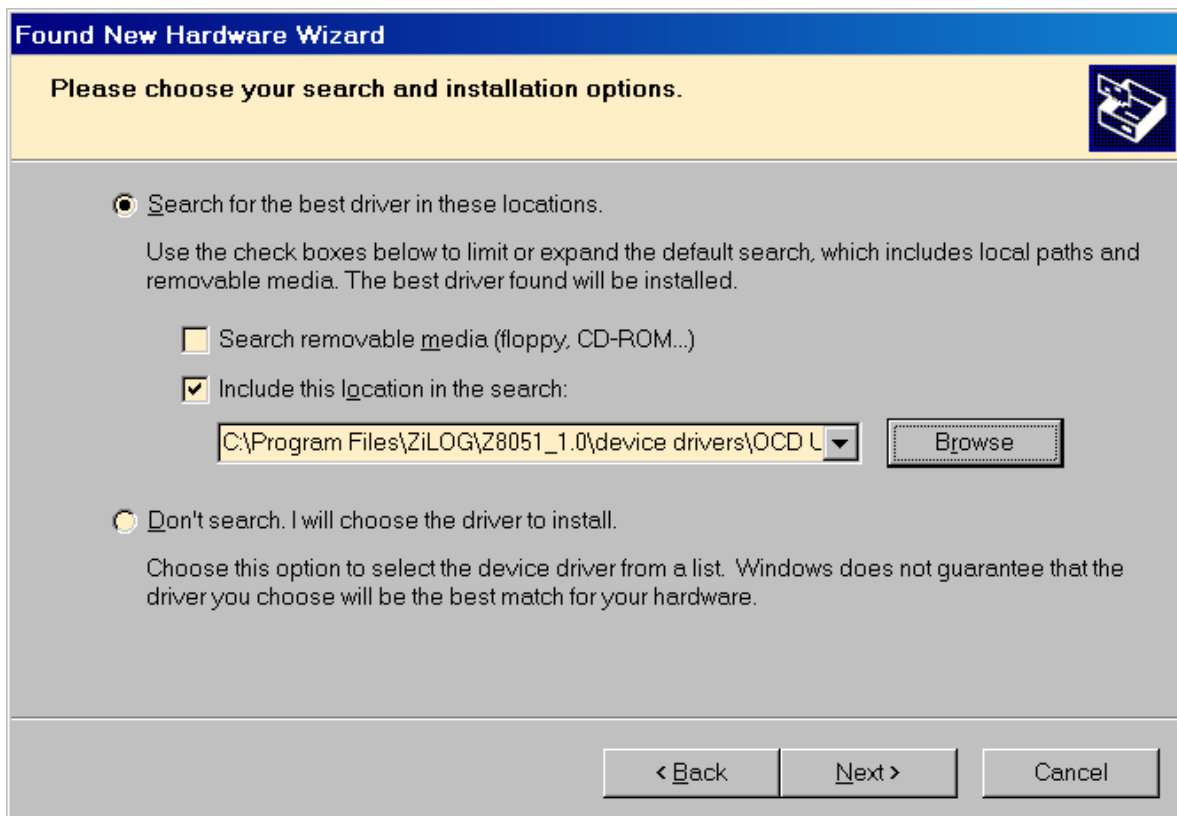 Found New Hardware Wizard
Please choose your search and installation options.
Search for the best driver in these locations.
Use the check boxes below to limit or expand the default search, which includes local paths and
removable media. The best driver found will be installed.
Search removable media (floppy, CD-ROM...)
Include this location in the search:
C:\Program Files\ZiLOG\Z8051_1.0\device drivers\OCD U
Browse
Don't search. I will choose the driver to install.
Choose this option to select the device driver from a list. Windows does not guarantee that the
driver you choose will be the best match for your hardware.
< Back Next > Cancel